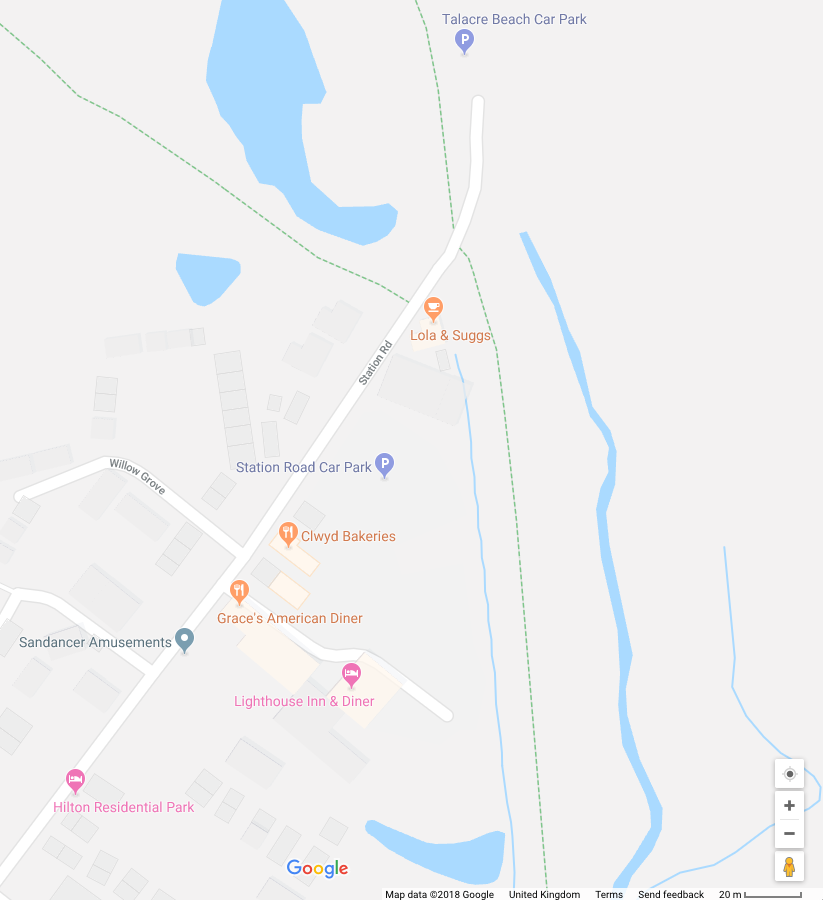 Talacre Beach Car Park
Lola & Suggs
Station Rd
Willow Grove
Station Road Car Park
Clwyd Bakeries
Grace's American Diner
Sandancer Amusements
Lighthouse Inn & Diner
Hilton Residential Park
Google
Map data ©2018 Google United Kingdom Terms Send feedback 20 m